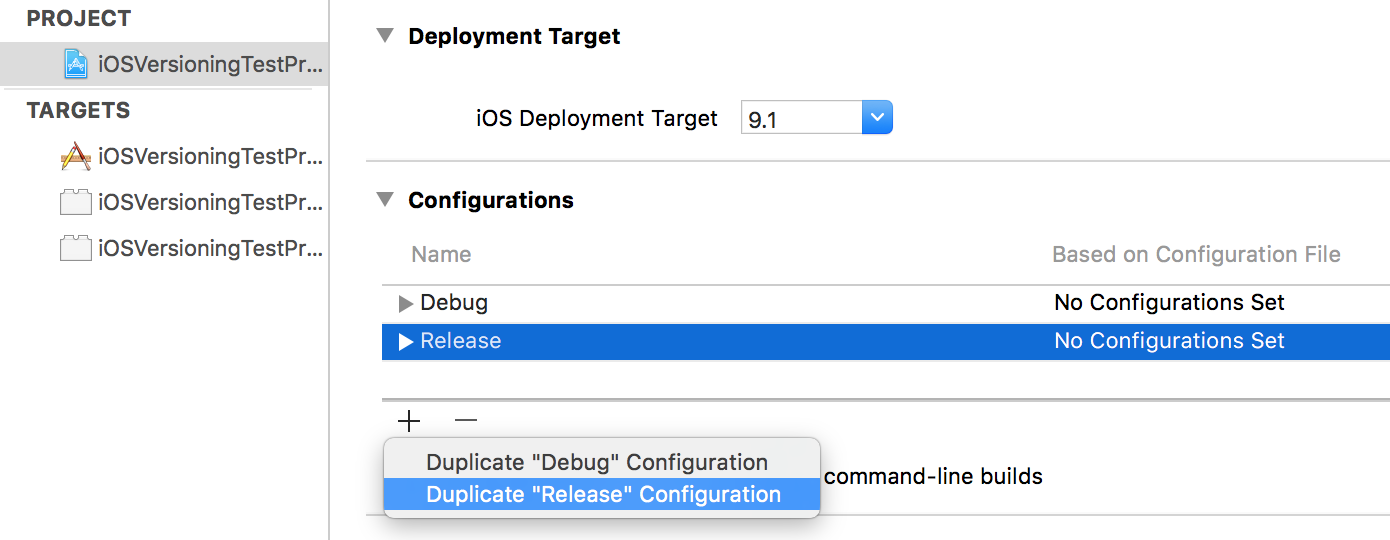 PROJECT
iOSVersioningTestPr...
TARGETS
iOSVersioningTestPr...
iOSVersioningTestPr...
iOSVersioningTestPr...
Deployment Target
iOS Deployment Target 9.1
Configurations
Name Based on Configuration File
Debug No Configurations Set
Release No Configurations Set
Duplicate "Debug" Configuration
command-line builds
Duplicate "Release" Configuration